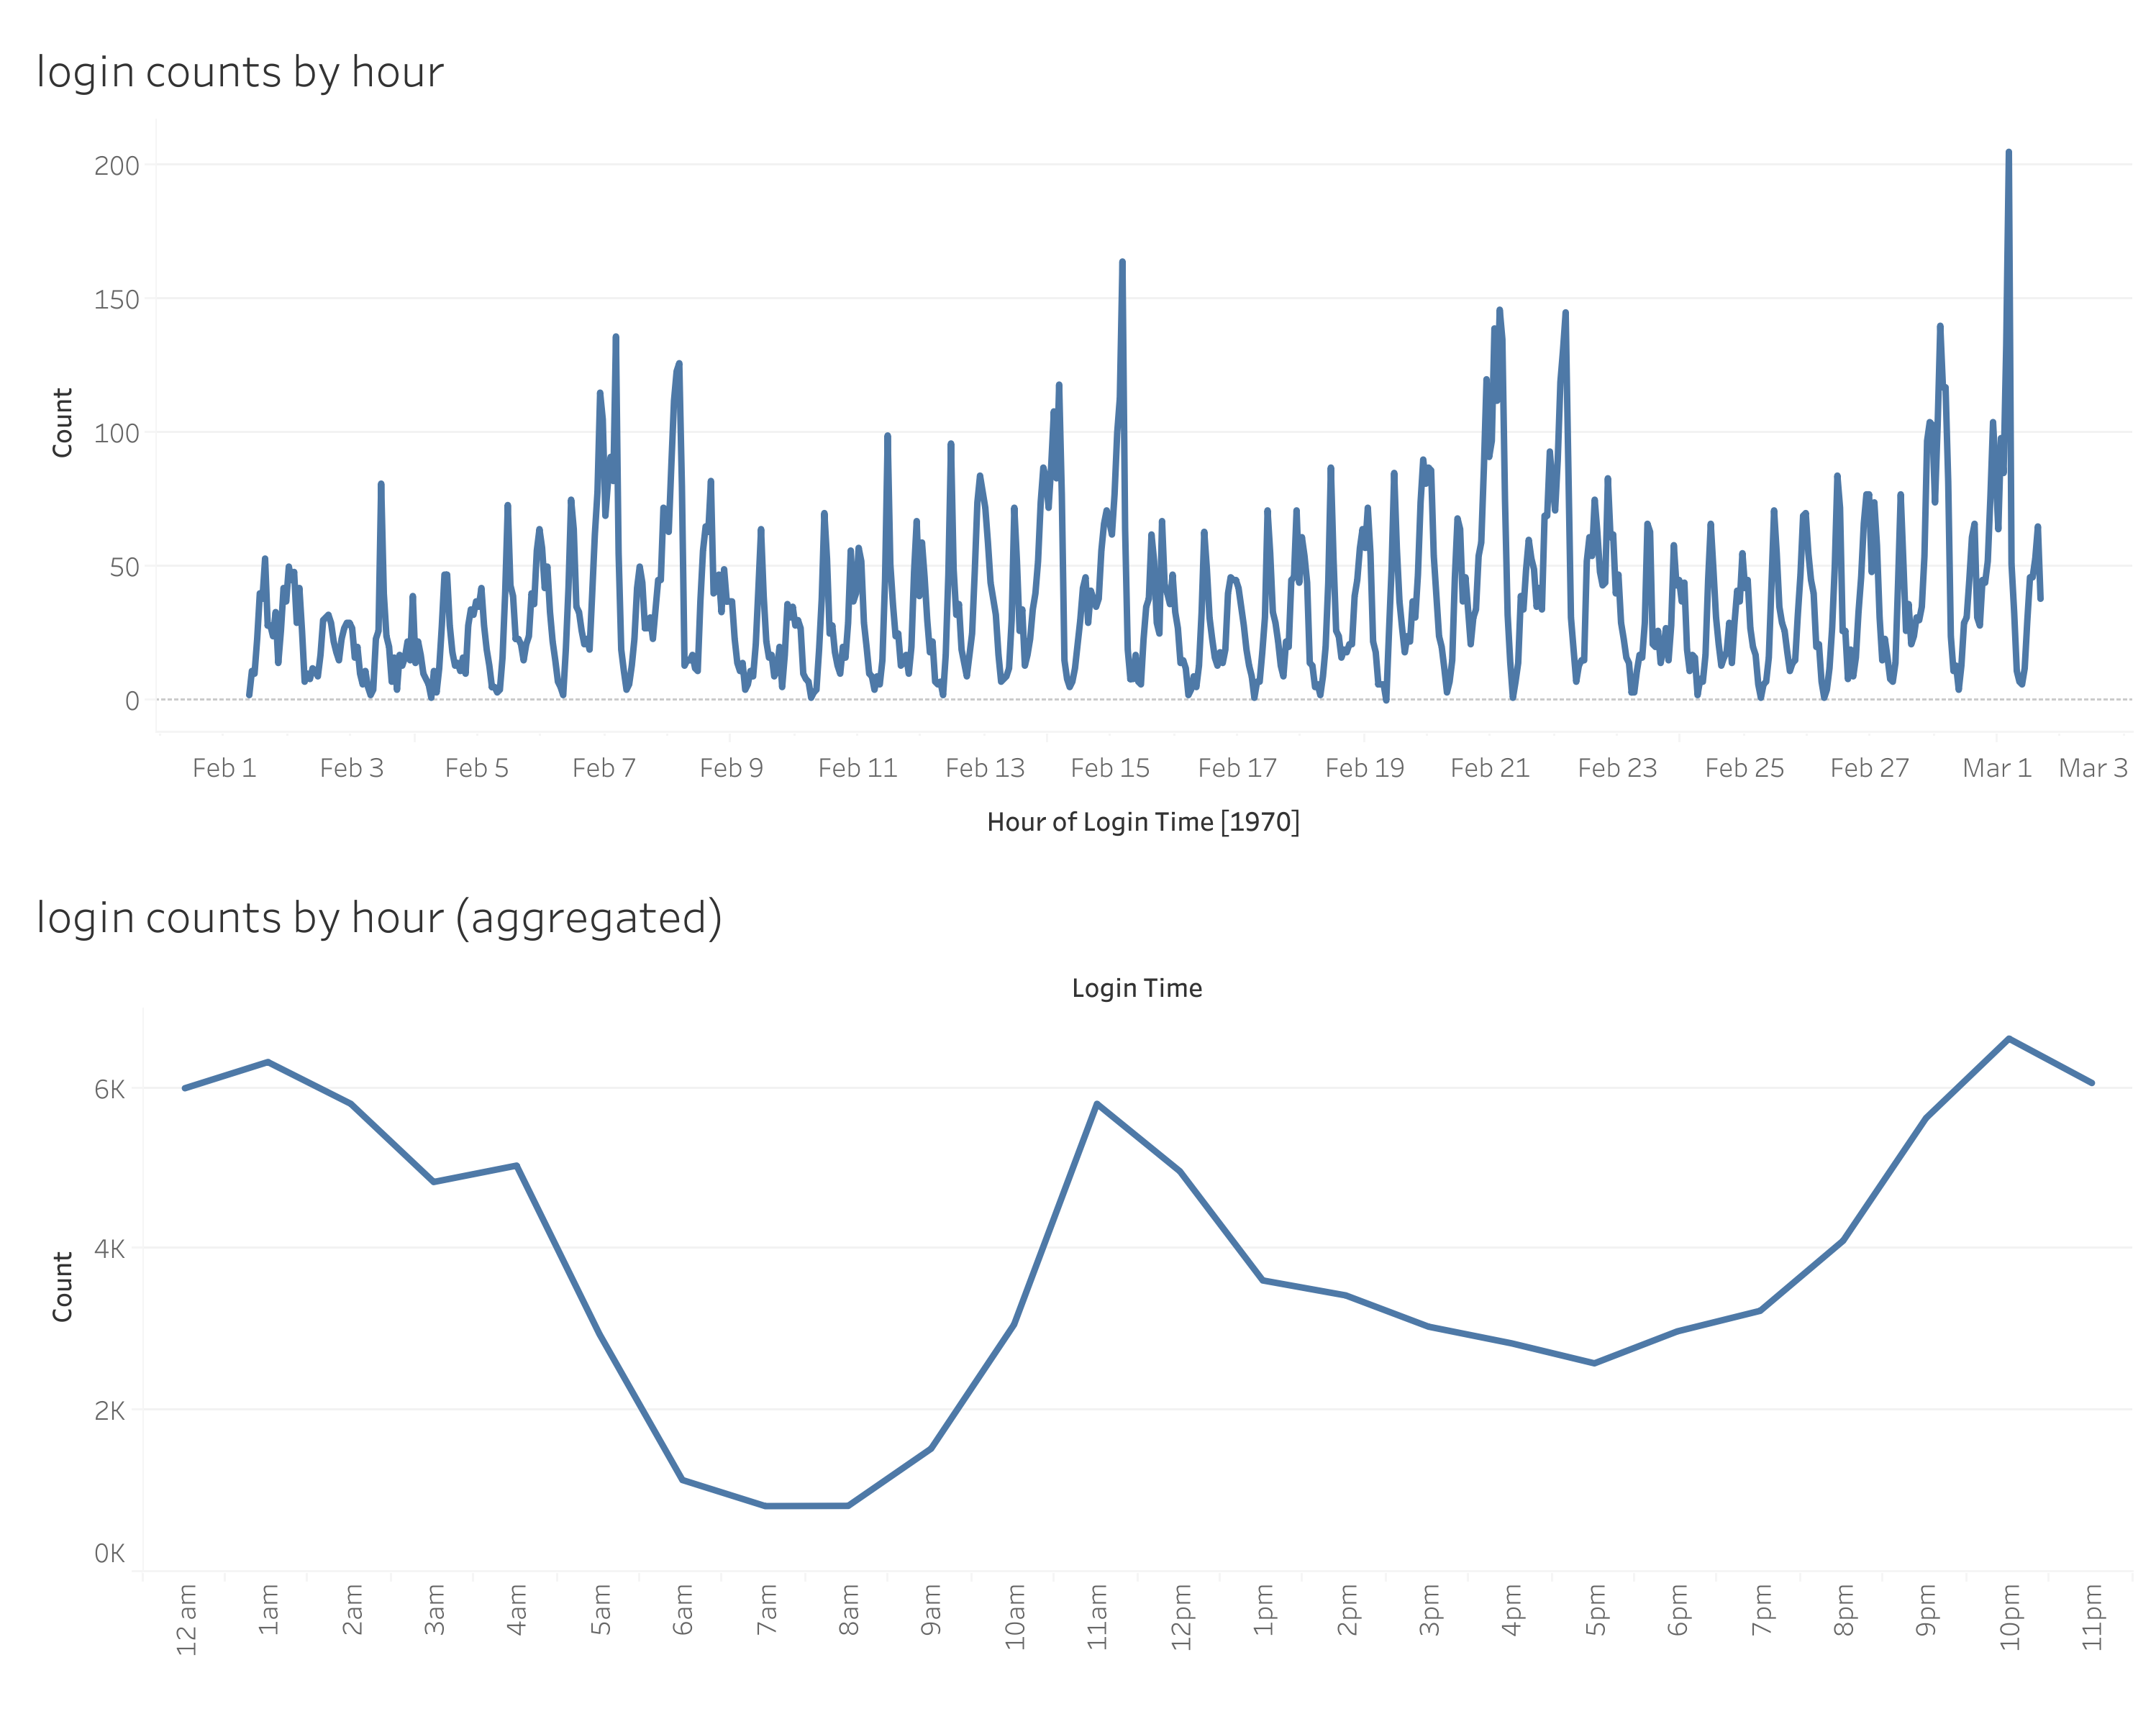 login counts by hour
200
150
100
50
0
Count
Feb 1 Feb 3 Feb 5 Feb 7 Feb 9 Feb 11 Feb 13 Feb 15 Feb 17 Feb 19 Feb 21 Feb 23 Feb 25 Feb 27 Mar 1 Mar 3
Hour of Login Time [1970]
login counts by hour (aggregated)
Login Time
6K
4K
2K
0K
Count
12 am 1am 2am 3am 4am 5am 6am 7am 8am 9am 10am 11am 12pm 1pm 2pm 3pm 4pm 5pm 6pm 7pm 8pm 9pm 10pm 11pm